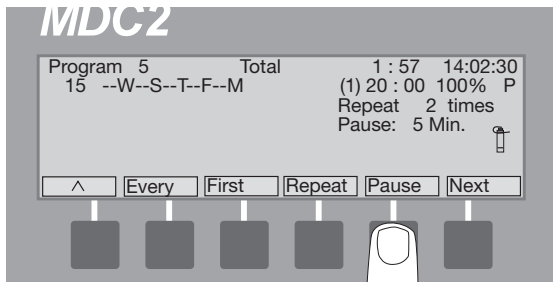 MDC2
Program 5 Total 1 : 57 14:02:30
15 --W--S--T--F--M (1) 20 : 00 100% P
Repeat 2 times
Pause: 5 Min.
^ Every First Repeat Pause Next